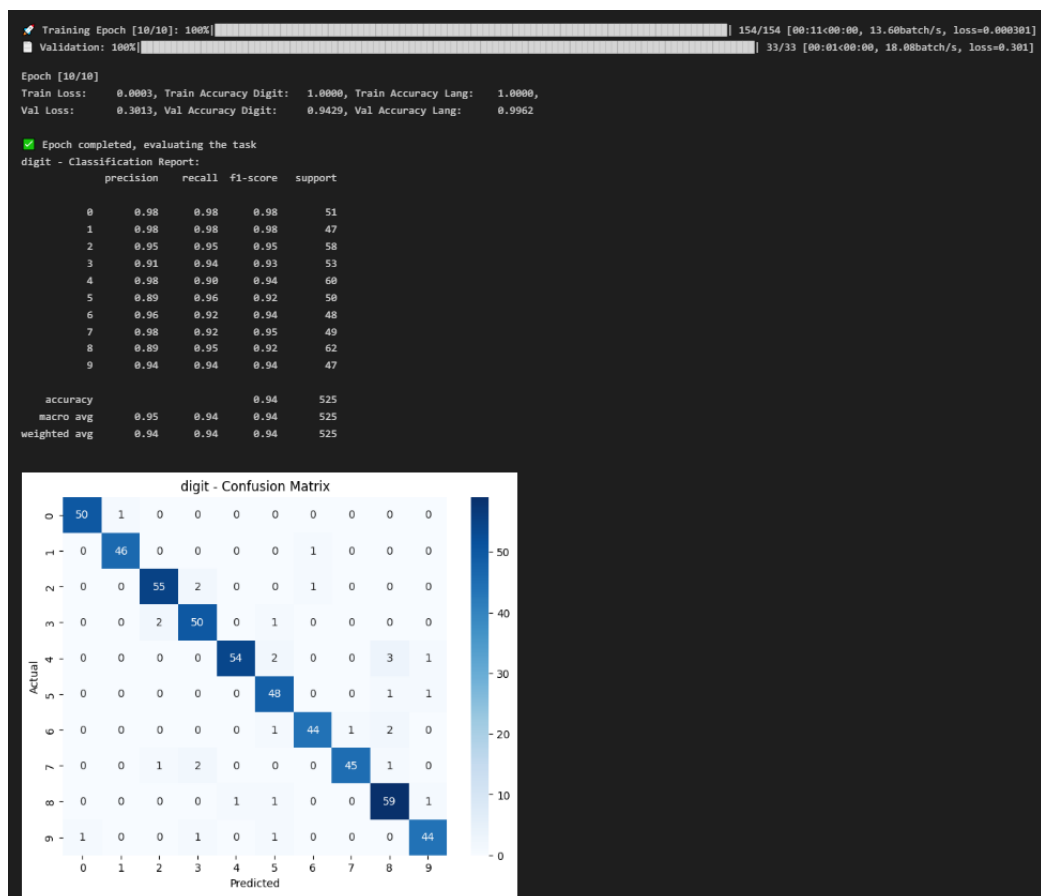 🚀 Training Epoch [10/10]: 100%| | 154/154 [00:11<00:00, 13.60batch/s, loss=0.000301]
🧾 Validation: 100%| | 33/33 [00:01<00:00, 18.08batch/s, loss=0.301]
Epoch [10/10]
Train Loss: 0.0003, Train Accuracy Digit: 1.0000, Train Accuracy Lang: 1.0000,
Val Loss: 0.3013, Val Accuracy Digit: 0.9429, Val Accuracy Lang: 0.9962
✅ Epoch completed, evaluating the task
digit - Classification Report:
precision recall f1-score support
0 0.98 0.98 0.98 51
1 0.98 0.98 0.98 47
2 0.95 0.95 0.95 58
3 0.91 0.94 0.93 53
4 0.98 0.90 0.94 60
5 0.89 0.96 0.92 50
6 0.96 0.92 0.94 48
7 0.98 0.92 0.95 49
8 0.89 0.95 0.92 62
9 0.94 0.94 0.94 47
accuracy 0.94 525
macro avg 0.95 0.94 0.94 525
weighted avg 0.94 0.94 0.94 525
digit - Confusion Matrix
0 50 1 0 0 0 0 0 0 0 0
1 0 46 0 0 0 0 1 0 0 0
2 0 0 55 2 0 0 1 0 0 0
3 0 0 2 50 0 1 0 0 0 0
4 0 0 0 0 54 2 0 0 3 1
5 0 0 0 0 0 48 0 0 1 1
6 0 0 0 0 0 1 44 1 2 0
7 0 0 1 2 0 0 0 45 1 0
8 0 0 0 0 1 1 0 0 59 1
9 1 0 0 1 0 1 0 0 0 44
0 1 2 3 4 5 6 7 8 9
Predicted
Actual
50
40
30
20
10
0